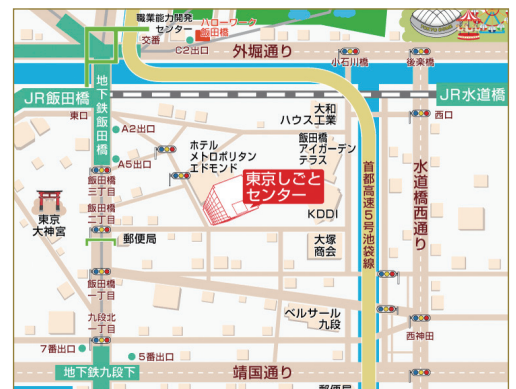 職業能力開発
センター
ハローワーク
飯田橋
交番
C2出口
外堀通り
小石川橋
後楽橋
JR飯田橋
地下鉄飯田橋
JR水道橋
東口
西口
A2出口
大和
ハウス工業
ホテル
メトロポリタン
エドモンド
飯田橋
アイガーデン
テラス
A5出口
飯田橋
三丁目
東京しごと
センター
首都高速5号池袋線
水道橋西通り
東京
大神宮
飯田橋
二丁目
KDDI
郵便局
大塚
商会
飯田橋
一丁目
ベルサール
九段
九段北
一丁目
西神田
7番出口
5番出口
地下鉄九段下
靖国通り
郵便局